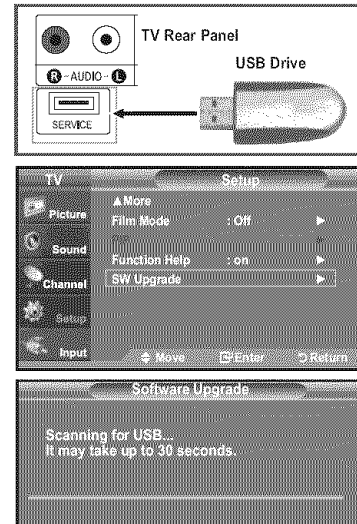 TV Rear Panel
USB Drive
R - AUDIO - L
SERVICE
TV
Setup
▲More
Picture
Film Mode : Off ►
Sound
Function Help : on ►
Channel
SW Upgrade ►
Setup
Input
Move Enter Return
Software Upgrade
Scanning for USB...
It may take up to 30 seconds.